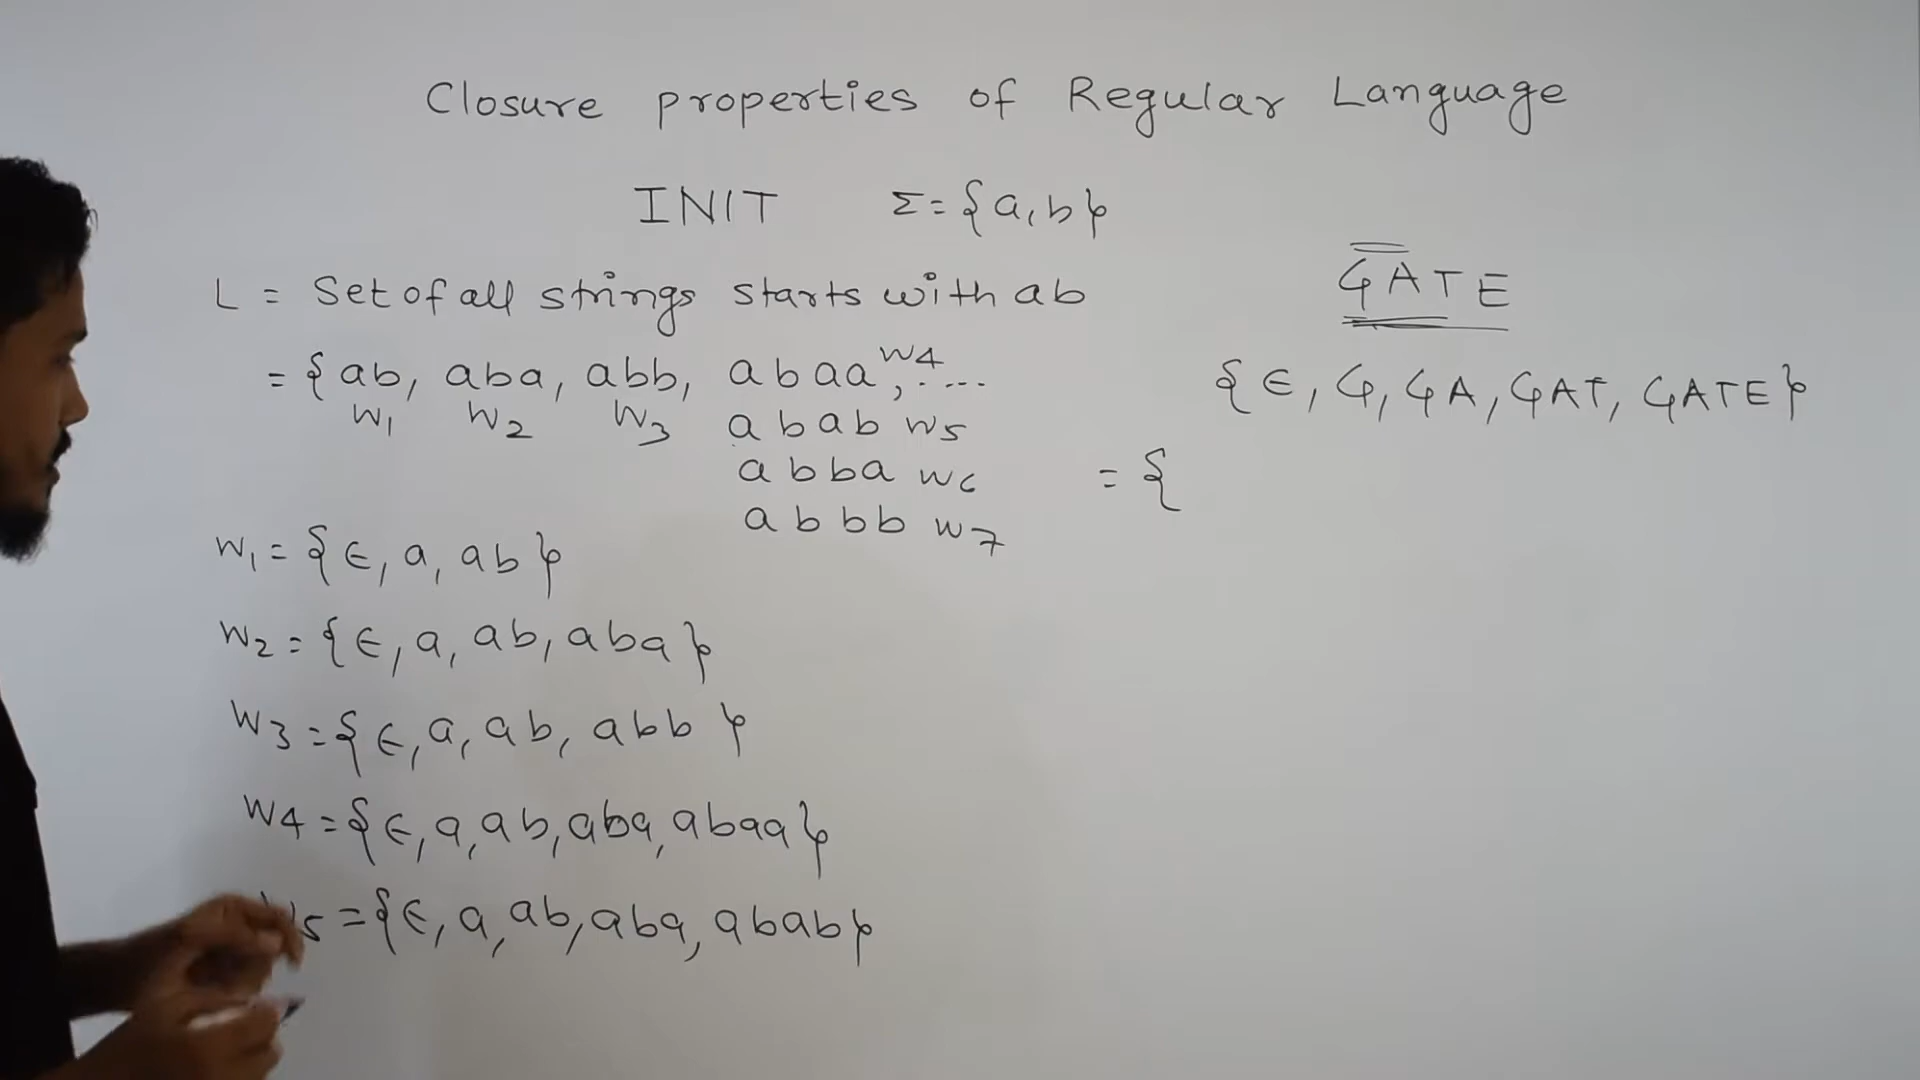 Closure properties of Regular Language
INIT Σ={a,b}
GATE
L = Set of all strings starts with ab
= {ab, aba, abb, abaa, ....
w4
w1 w2 w3 abab w5
abba w6
abbb w7
{ϵ, G, GA, GAT, GATE}
= {
w1 = {ϵ, a, ab}
w2 = {ϵ, a, ab, aba}
w3 = {ϵ, a, ab, abb}
w4 = {ϵ, a, ab, aba, abaa}
w5 = {ϵ, a, ab, aba, abab}